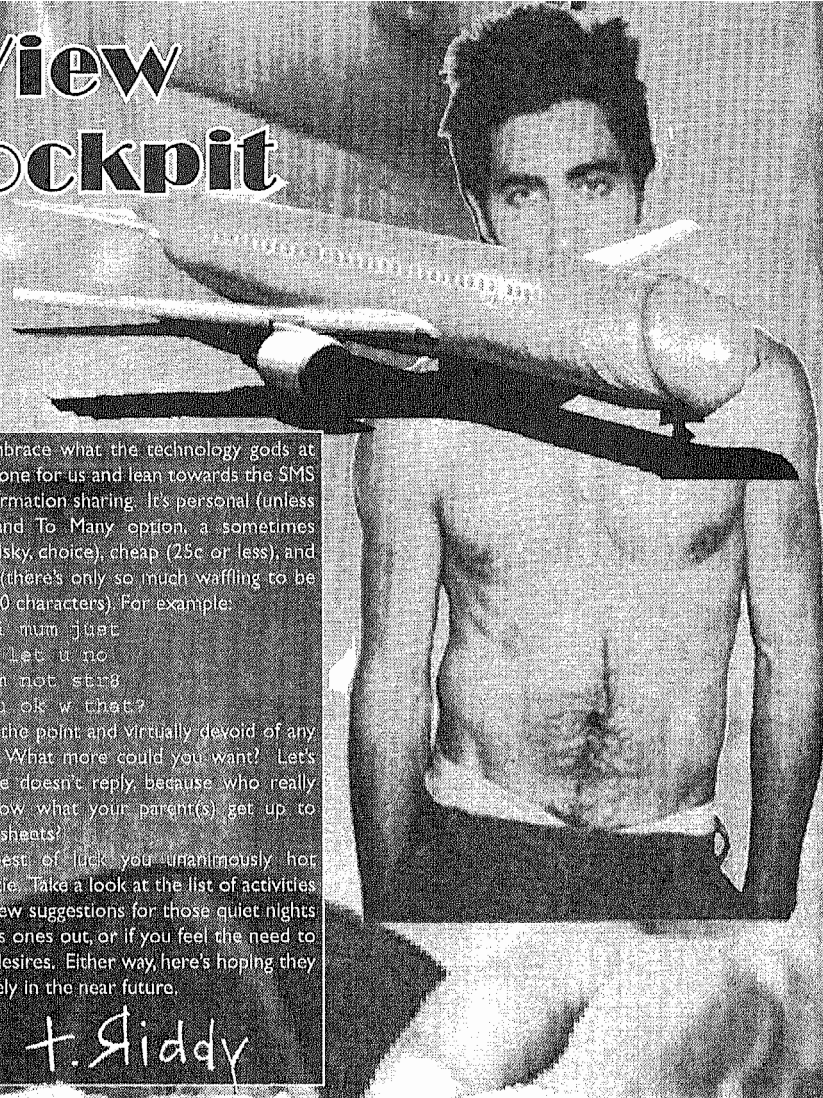 View
ockpit
mbrace what the technology gods at
one for us and lean towards the SMS
rmation sharing. It's personal (unless
and To Many option, a sometimes
lsky, choice), cheap (25c or less), and
(there's only so much waffling to be
0 characters). For example:
mum just
let u no
not str8
u ok w that?
the point and virtually devoid of any
What more could you want? Let's
e doesn't reply, because who really
ow what your parent(s) get up to
sheets?
est of luck you unanimously hot
tie. Take a look at the list of activities
ew suggestions for those quiet nights
s ones out, or if you feel the need to
desires. Either way, here's hoping they
ely in the near future.
t. Riddy